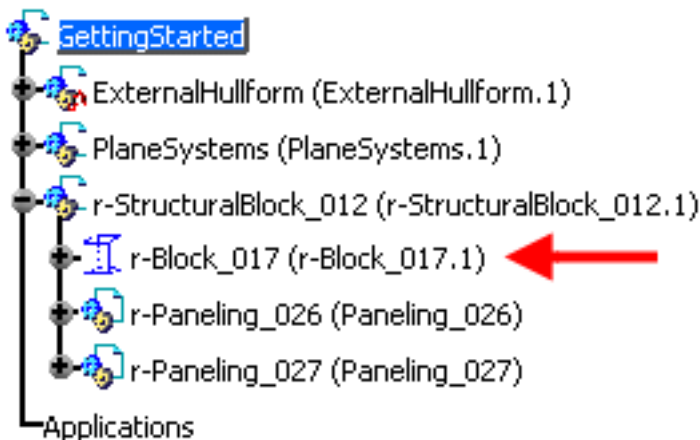 GettingStarted
ExternalHullform (ExternalHullform.1)
PlaneSystems (PlaneSystems.1)
r-StructuralBlock_012 (r-StructuralBlock_012.1)
r-Block_017 (r-Block_017.1)
r-Paneling_026 (Paneling_026)
r-Paneling_027 (Paneling_027)
Applications